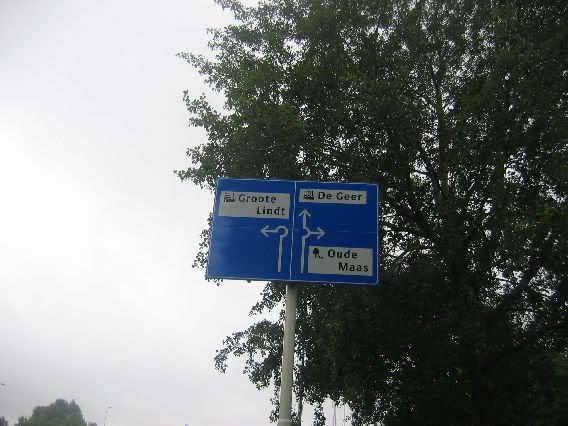 Groote
Lindt
De Geer
Oude
Maas